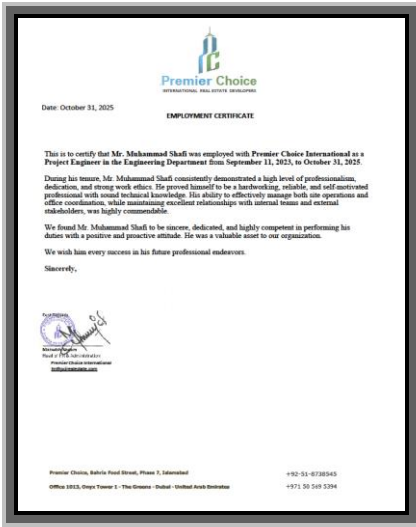 Premier Choice
INTERNATIONAL REAL ESTATE DEVELOPERS
Date: October 31, 2025
EMPLOYMENT CERTIFICATE
This is to certify that Mr. Muhammad Shafi was employed with Premier Choice International as a
Project Engineer in the Engineering Department from September 11, 2023, to October 31, 2025.
During his tenure, Mr. Muhammad Shafi consistently demonstrated a high level of professionalism,
dedication, and strong work ethics. He proved himself to be a hardworking, reliable, and self-motivated
professional with sound technical knowledge. His ability to effectively manage both site operations and
office coordination, while maintaining excellent relationships with internal teams and external
stakeholders, was highly commendable.
We found Mr. Muhammad Shafi to be sincere, dedicated, and highly competent in performing his
duties with a positive and proactive attitude. He was a valuable asset to our organization.
We wish him every success in his future professional endeavors.
Sincerely,
Premier Choice International
Premier Choice, Bahria Food Street, Phase 7, Islamabad
+92-51-8738545
Office 1013, Onyx Tower 1 - The Greens - Dubai - United Arab Emirates
+971 50 569 5394